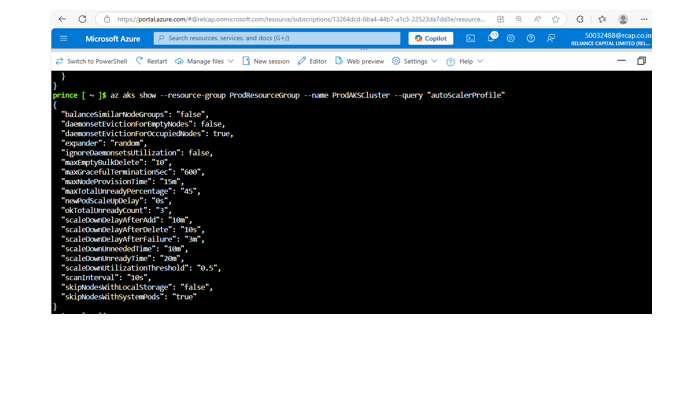 https://portal.azure.com/#@relcap.onmicrosoft.com/resource/subscriptions/13264dcd-6ba4-44b7-a1c3-22523da7dd3e/resource...
Microsoft Azure
Search resources, services, and docs (G+/)
Copilot
50032488@rcap.co.in
RELIANCE CAPITAL LIMITED (REL...
Switch to PowerShell Restart Manage files New session Editor Web preview Settings Help
}
}
prince [ ~ ]$ az aks show --resource-group ProdResourceGroup --name ProdAKSCluster --query "autoScalerProfile"
{
"balanceSimilarNodeGroups": "false",
"daemonsetEvictionForEmptyNodes": false,
"daemonsetEvictionForOccupiedNodes": true,
"expander": "random",
"ignoreDaemonsetsUtilization": false,
"maxEmptyBulkDelete": "10",
"maxGracefulTerminationSec": "600",
"maxNodeProvisionTime": "15m",
"maxTotalUnreadyPercentage": "45",
"newPodScaleUpDelay": "0s",
"okTotalUnreadyCount": "3",
"scaleDownDelayAfterAdd": "10m",
"scaleDownDelayAfterDelete": "10s",
"scaleDownDelayAfterFailure": "3m",
"scaleDownUnneededTime": "10m",
"scaleDownUnreadyTime": "20m",
"scaleDownUtilizationThreshold": "0.5",
"scanInterval": "10s",
"skipNodesWithLocalStorage": "false",
"skipNodesWithSystemPods": "true"
}